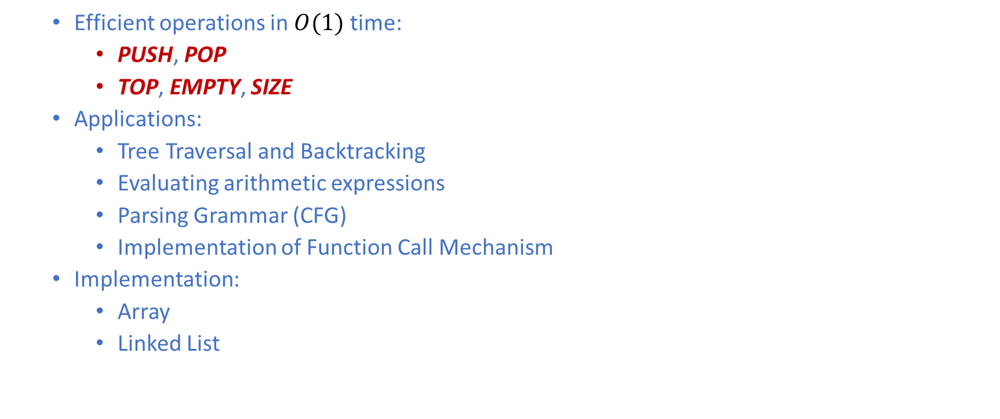 • Efficient operations in O(1) time:
• PUSH, POP
• TOP, EMPTY, SIZE
• Applications:
• Tree Traversal and Backtracking
• Evaluating arithmetic expressions
• Parsing Grammar (CFG)
• Implementation of Function Call Mechanism
• Implementation:
• Array
• Linked List